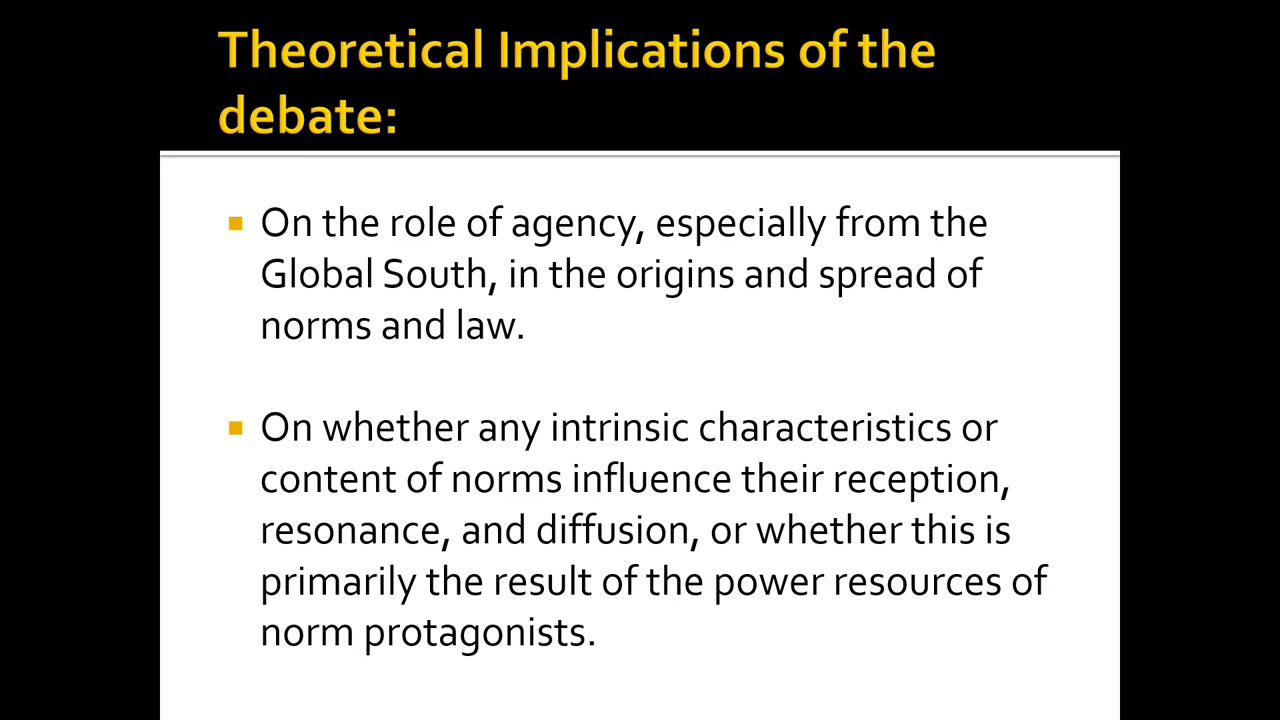 Theoretical Implications of the
debate:
On the role of agency, especially from the
Global South, in the origins and spread of
norms and law.
On whether any intrinsic characteristics or
content of norms influence their reception,
resonance, and diffusion, or whether this is
primarily the result of the power resources of
norm protagonists.